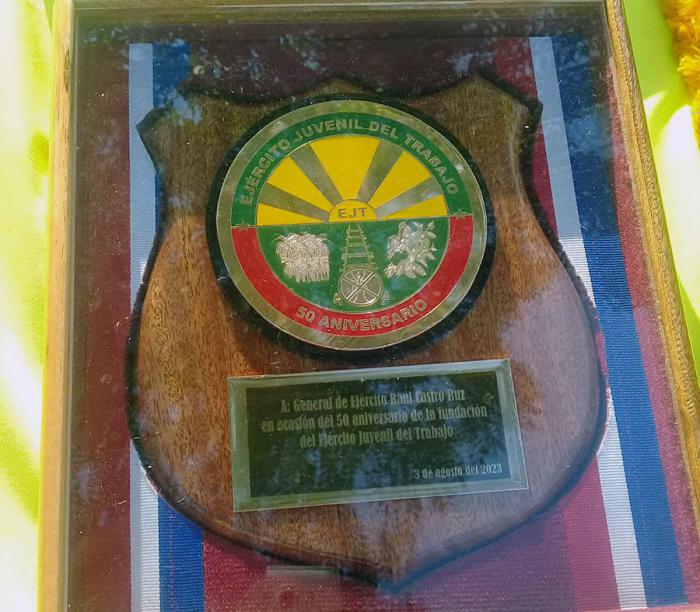 EJÉRCITO JUVENIL DEL TRABAJO
EJT
50 ANIVERSARIO
A: General de Ejército Raúl Castro Ruz
en ocasión del 50 aniversario de la fundación
del Ejército Juvenil del Trabajo
3 de agosto del 2023